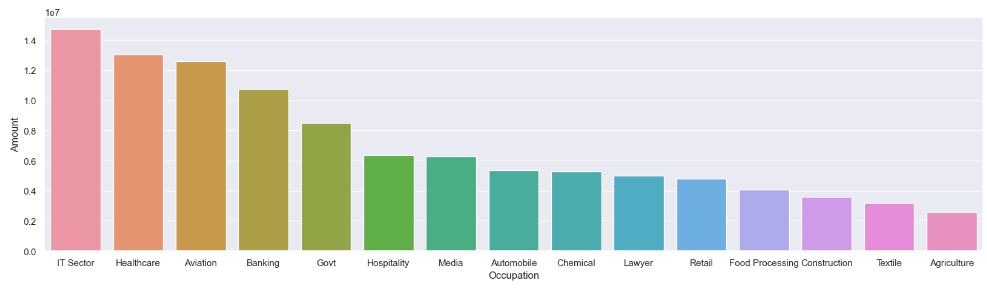 1e7
Amount
1.4
1.2
1.0
0.8
0.6
0.4
0.2
0.0
IT Sector Healthcare Aviation Banking Govt Hospitality Media Automobile Chemical Lawyer Retail Food Processing Construction Textile Agriculture
Occupation